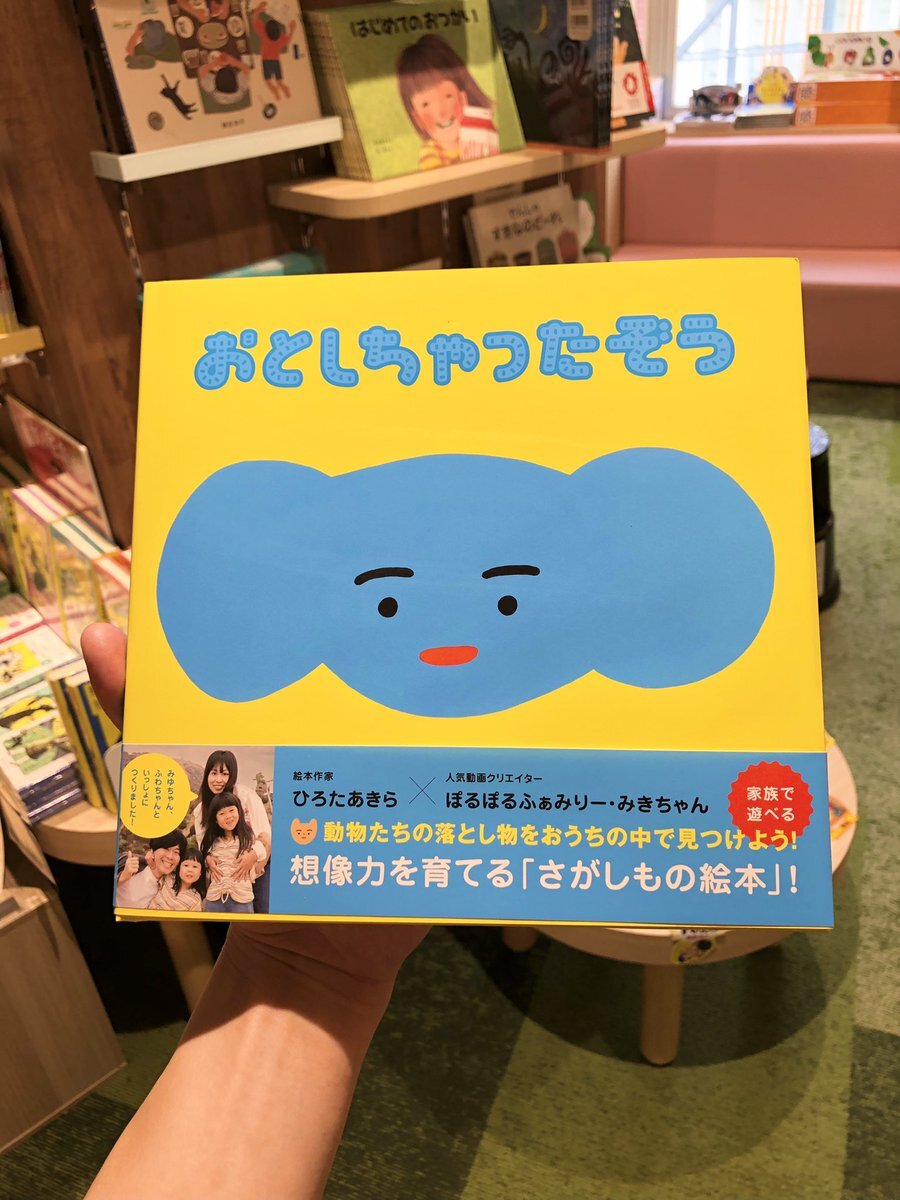 はじめてのおつかい
おとしちゃったぞう
みゆちゃん、
ふわちゃんと
いっしょに
つくりました!
絵本作家
ひろたあきら
×
人気動画クリエイター
ぽるぽるふぁみりー・みきちゃん
家族で
遊べる
動物たちの落とし物をおうちの中で見つけよう!
想像力を育てる「さがしもの絵本」!